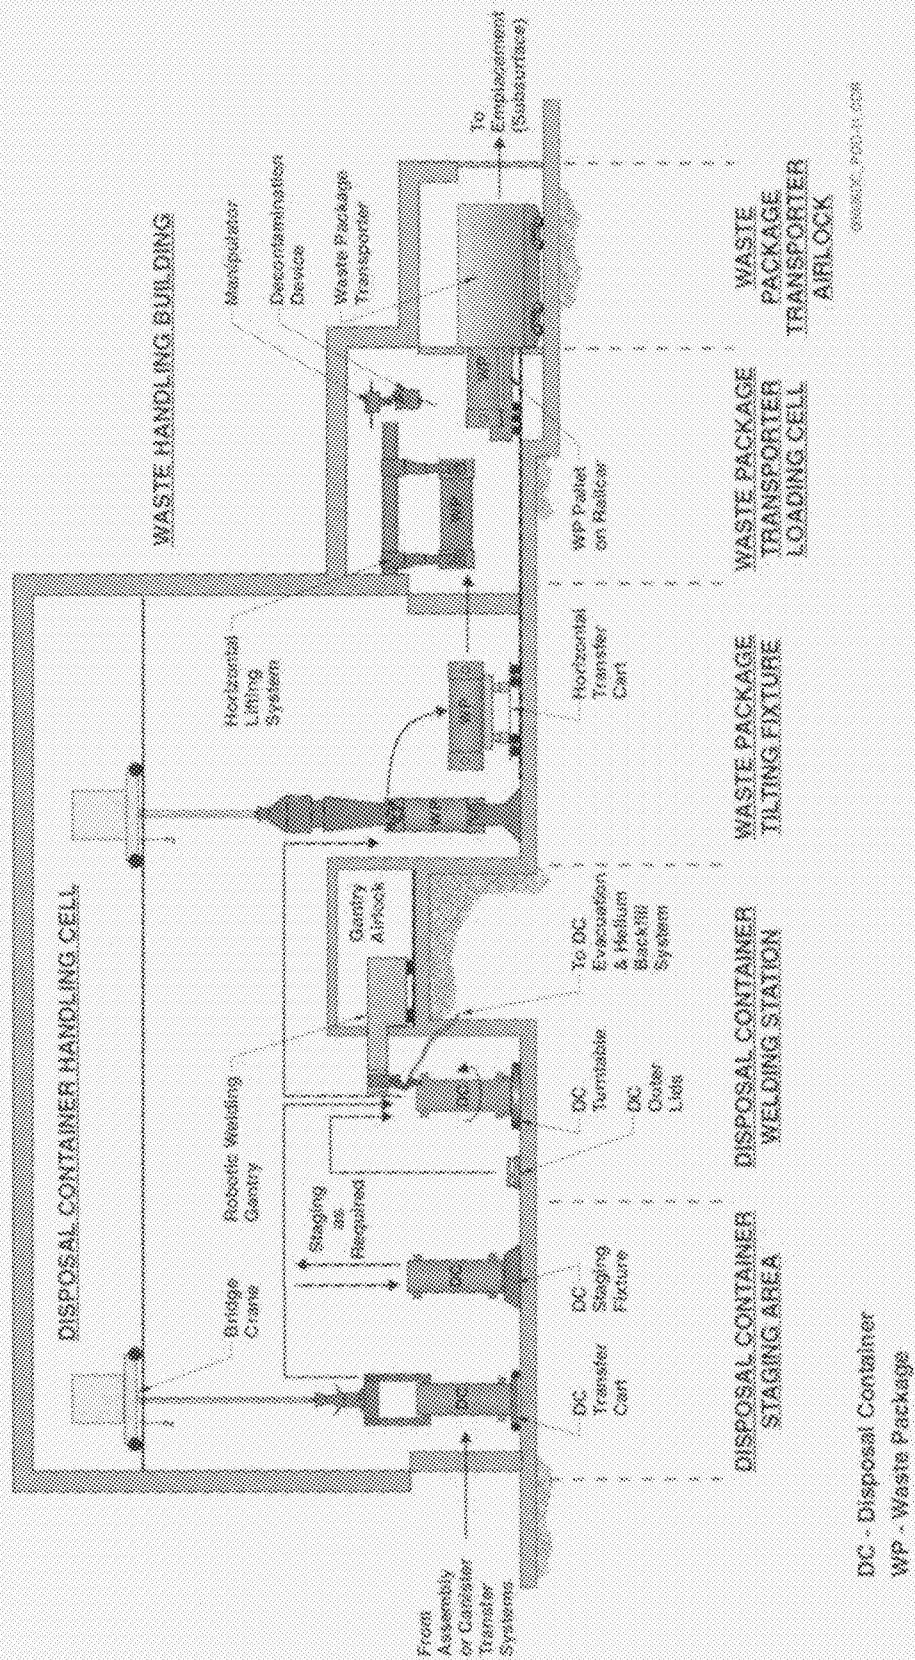 WASTE HANDLING BUILDING
DISPOSAL CONTAINER HANDLING CELL
Bridge
Crane
Robotic Welding
Gantry
Horizontal
Lifting
System
Manipulator
Decontamination
Device
Waste Package
Transporter
Staging
as
Required
Gantry
Airlock
From
Assembly
or Canister
Transfer
Systems
To
Emplacement
(Subsurface)
DC
DC
DC
WP
WP
WP
WP
DC
Transfer
Cart
DC
Staging
Fixture
DC
Turntable
DC
Outer
Lids
To DC
Evacuation
& Helium
Backfill
System
Horizontal
Transfer
Cart
WP Pallet
on Railcar
DISPOSAL CONTAINER
STAGING AREA
DISPOSAL CONTAINER
WELDING STATION
WASTE PACKAGE
TILTING FIXTURE
WASTE PACKAGE
TRANSPORTER
LOADING CELL
WASTE
PACKAGE
TRANSPORTER
AIRLOCK
DC - Disposal Container
WP - Waste Package